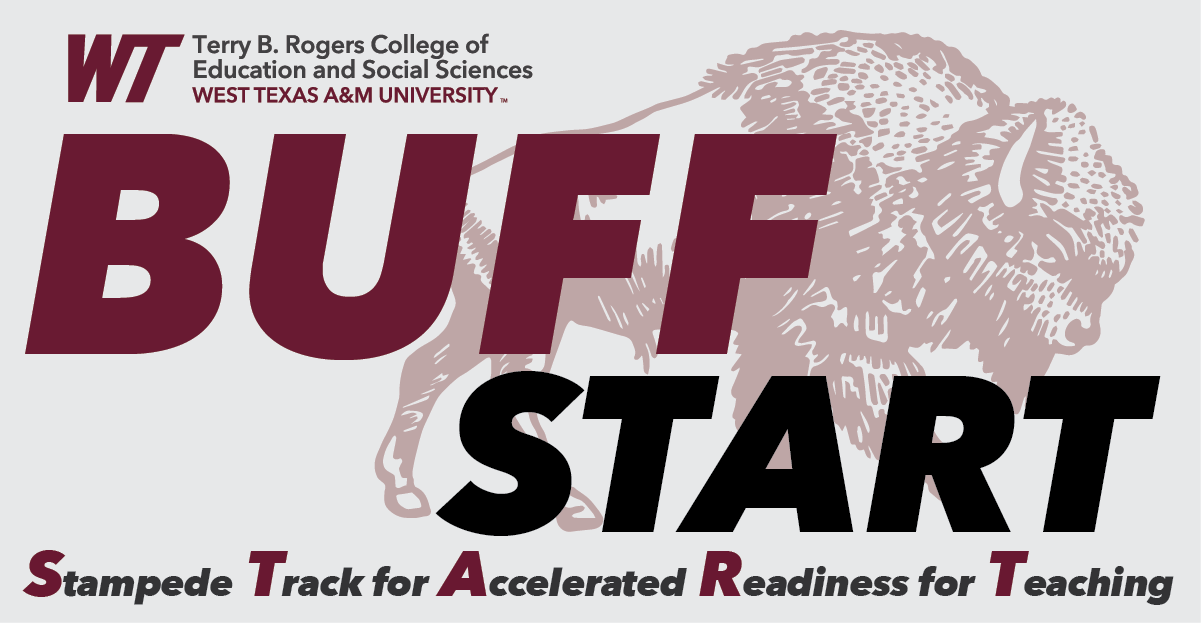 WT
Terry B. Rogers College of
Education and Social Sciences
WEST TEXAS A&M UNIVERSITY™
BUFF
START
Stampede Track for Accelerated Readiness for Teaching